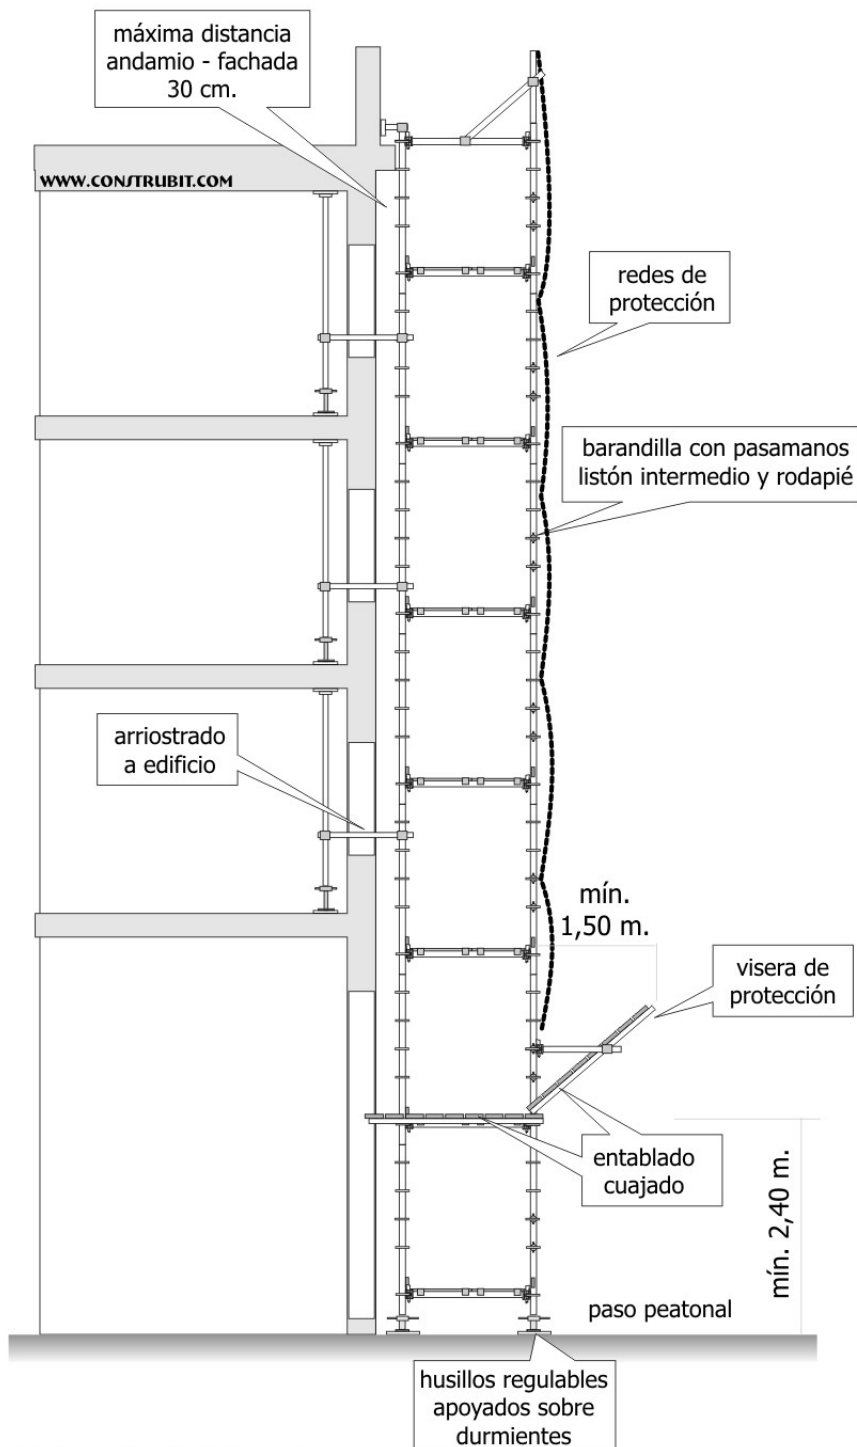 máxima distancia
andamio - fachada
30 cm.
WWW.CONSTRUBIT.COM
redes de
protección
barandilla con pasamanos
listón intermedio y rodapié
arriostrado
a edificio
mín.
1,50 m.
visera de
protección
entablado
cuajado
mín. 2,40 m.
paso peatonal
husillos regulables
apoyados sobre
durmientes